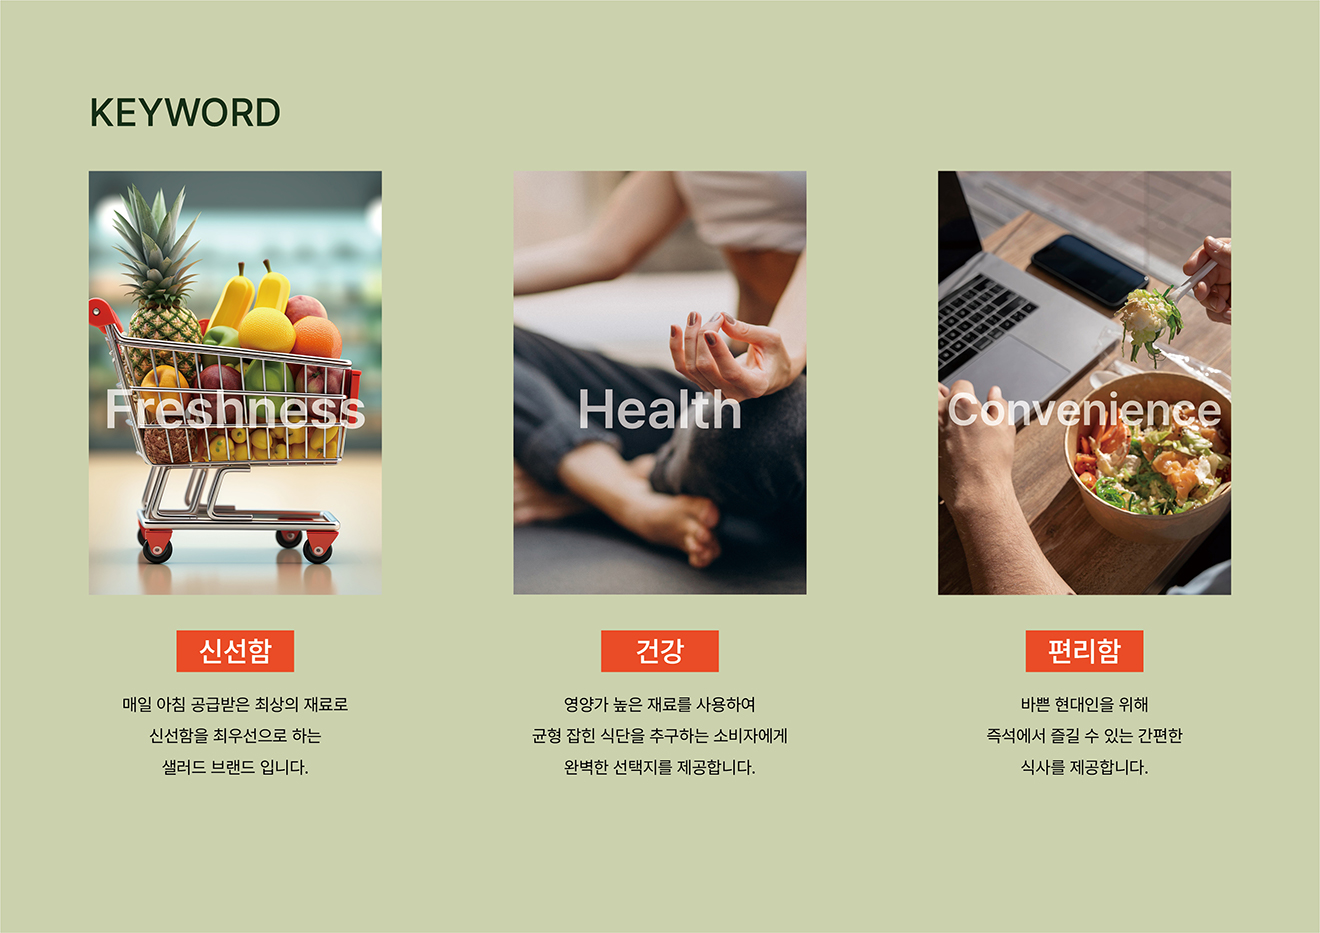 KEYWORD
Freshness
Health
Convenience
신선함
매일 아침 공급받은 최상의 재료로
신선함을 최우선으로 하는
샐러드 브랜드 입니다.
건강
영양가 높은 재료를 사용하여
균형 잡힌 식단을 추구하는 소비자에게
완벽한 선택지를 제공합니다.
편리함
바쁜 현대인을 위해
즉석에서 즐길 수 있는 간편한
식사를 제공합니다.